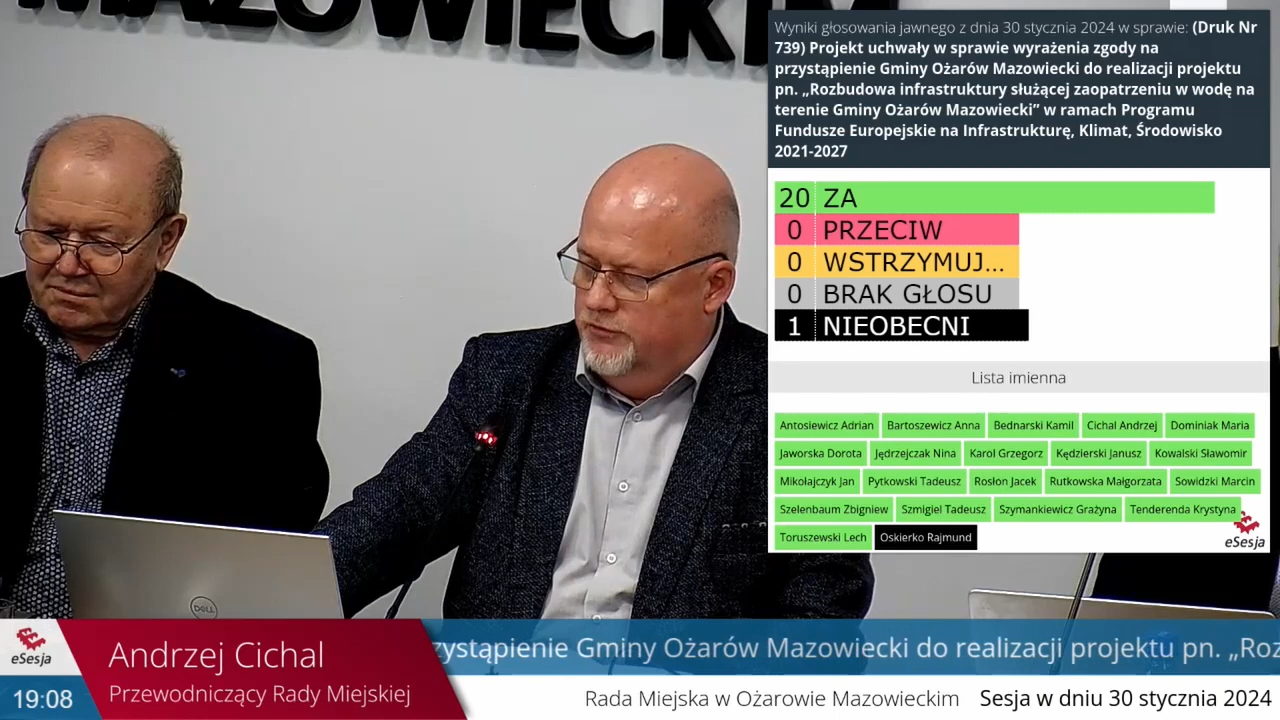 MAZOWIECKIM
Wyniki głosowania jawnego z dnia 30 stycznia 2024 w sprawie: (Druk Nr
739) Projekt uchwały w sprawie wyrażenia zgody na
przystąpienie Gminy Ożarów Mazowiecki do realizacji projektu
pn. „Rozbudowa infrastruktury służącej zaopatrzeniu w wodę na
terenie Gminy Ożarów Mazowiecki” w ramach Programu
Fundusze Europejskie na Infrastrukturę, Klimat, Środowisko
2021-2027
20 ZA
0 PRZECIW
0 WSTRZYMUJ...
0 BRAK GŁOSU
1 NIEOBECNI
Lista imienna
Antosiewicz Adrian Bartoszewicz Anna Bednarski Kamil Cichal Andrzej Dominiak Maria
Jaworska Dorota Jędrzejczak Nina Karol Grzegorz Kędzierski Janusz Kowalski Sławomir
Mikołajczyk Jan Pytkowski Tadeusz Rosłon Jacek Rutkowska Małgorzata Sowidzki Marcin
Szelenbaum Zbigniew Szmigiel Tadeusz Szymankiewicz Grażyna Tenderenda Krystyna
Toruszewski Lech Oskierko Rajmund
eSesja
DELL
eSesja
Andrzej Cichal
Przewodniczący Rady Miejskiej
zystąpienie Gminy Ożarów Mazowiecki do realizacji projektu pn. „Roz
19:08
Rada Miejska w Ożarowie Mazowieckim Sesja w dniu 30 stycznia 2024